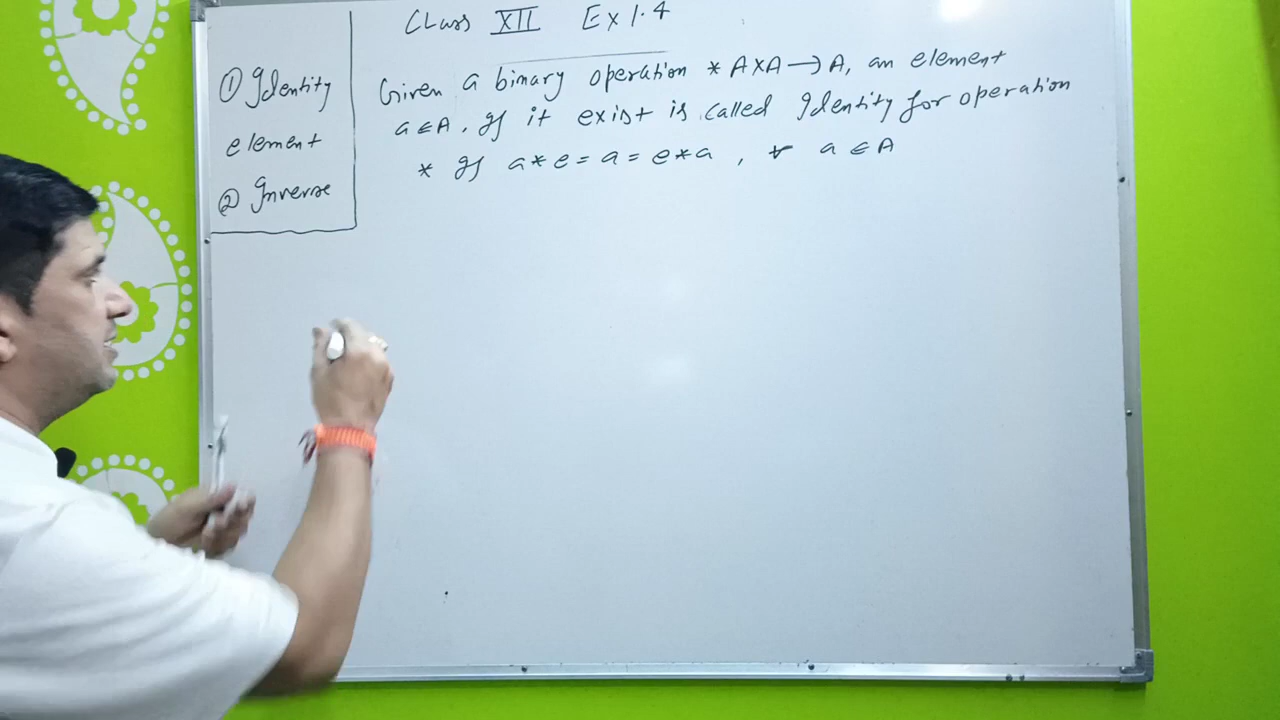 Class XII Ex 1.4
① Identity
element
② Inverse
Given a binary operation * A×A→A, an element
a∈A, If it exist is called Identity for operation
* If a*e = a = e*a , ∀ a∈A